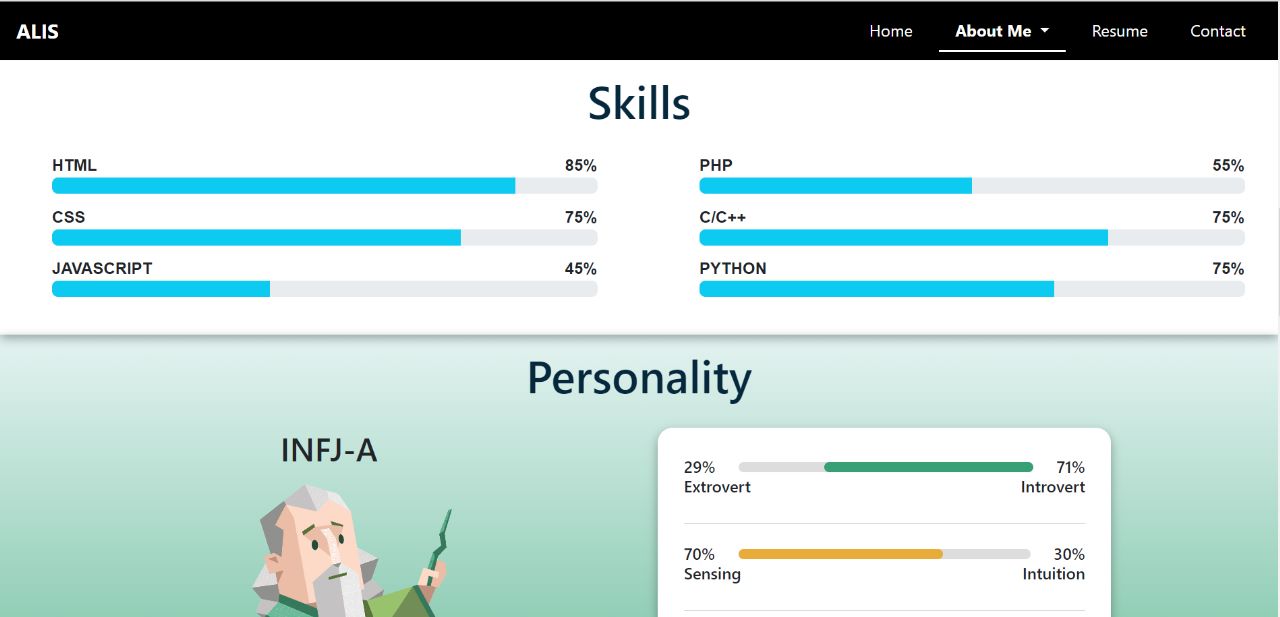 ALIS Home About Me Resume Contact
Skills
HTML 85%
PHP 55%
CSS 75%
C/C++ 75%
JAVASCRIPT 45%
PYTHON 75%
Personality
INFJ-A
29% 71%
Extrovert Introvert
70% 30%
Sensing Intuition